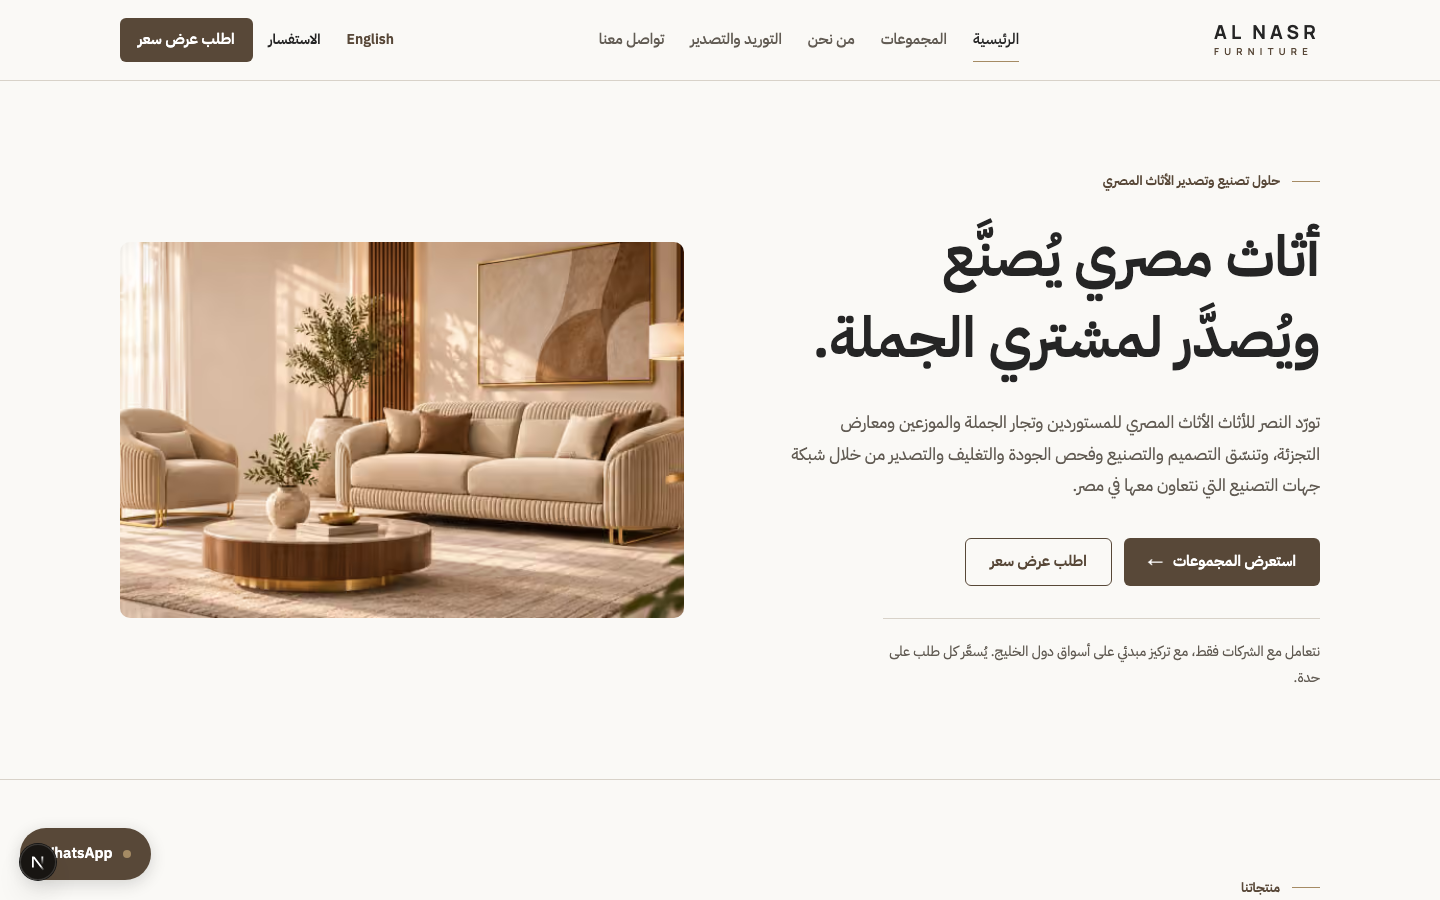 AL NASR
FURNITURE
الرئيسية
المجموعات
من نحن
التوريد والتصدير
تواصل معنا
English
الاستفسار
اطلب عرض سعر
حلول تصنيع وتصدير الأثاث المصري
أثاث مصري يُصنَّع
ويُصدَّر لمشتري الجملة.
تورّد النصر للأثاث الأثاث المصري للمستوردين وتجار الجملة والموزعين ومعارض
التجزئة، وتنسّق التصميم والتصنيع وفحص الجودة والتغليف والتصدير من خلال شبكة
جهات التصنيع التي نتعاون معها في مصر.
استعرض المجموعات ←
اطلب عرض سعر
نتعامل مع الشركات فقط، مع تركيز مبدئي على أسواق دول الخليج. يُسعَّر كل طلب على
حدة.
hatsApp
N
منتجاتنا